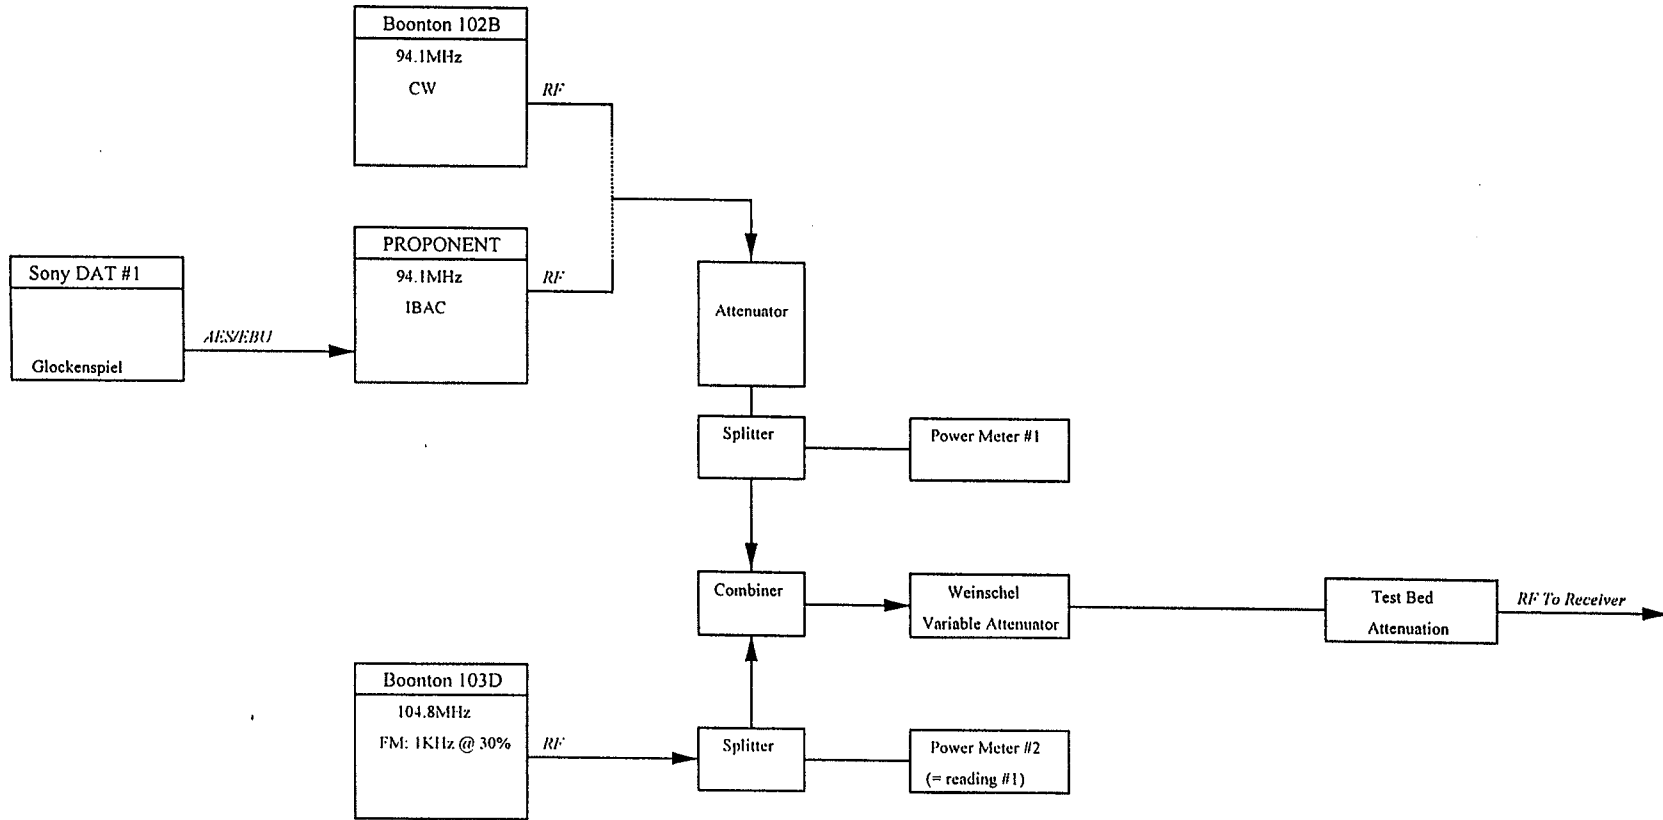 Boonton 102B
94.1MHz
CW
RF
PROPONENT
94.1MHz
IBAC
RF
Sony DAT #1
Glockenspiel
AES/EBU
Attenuator
Splitter
Power Meter #1
Combiner
Weinschel
Variable Attenuator
Test Bed
Attenuation
RF To Receiver
Boonton 103D
104.8MHz
FM: 1KHz @ 30%
RF
Splitter
Power Meter #2
(= reading #1)